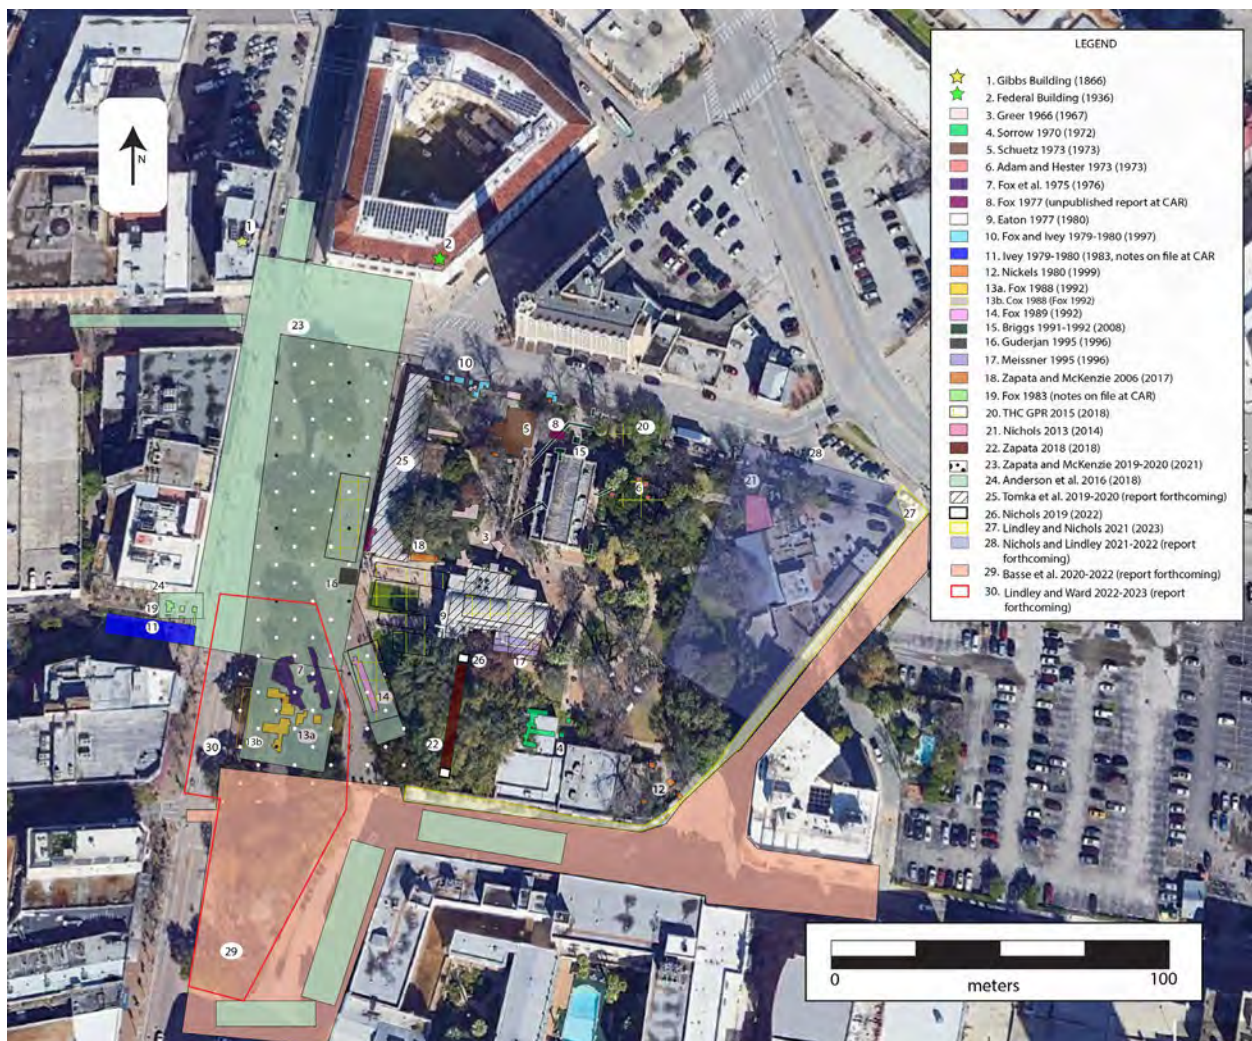 LEGEND
1. Gibbs Building (1866)
2. Federal Building (1936)
3. Greer 1966 (1967)
4. Sorrow 1970 (1972)
5. Schuetz 1973 (1973)
6. Adam and Hester 1973 (1973)
7. Fox et al. 1975 (1976)
8. Fox 1977 (unpublished report at CAR)
9. Eaton 1977 (1980)
10. Fox and Ivey 1979-1980 (1997)
11. Ivey 1979-1980 (1983, notes on file at CAR
12. Nickels 1980 (1999)
13a. Fox 1988 (1992)
13b. Cox 1988 (Fox 1992)
14. Fox 1989 (1992)
15. Briggs 1991-1992 (2008)
16. Guderjan 1995 (1996)
17. Meissner 1995 (1996)
18. Zapata and McKenzie 2006 (2017)
19. Fox 1983 (notes on file at CAR)
20. THC GPR 2015 (2018)
21. Nichols 2013 (2014)
22. Zapata 2018 (2018)
23. Zapata and McKenzie 2019-2020 (2021)
24. Anderson et al. 2016 (2018)
25. Tomka et al. 2019-2020 (report forthcoming)
26. Nichols 2019 (2022)
27. Lindley and Nichols 2021 (2023)
28. Nichols and Lindley 2021-2022 (report
forthcoming)
29. Basse et al. 2020-2022 (report forthcoming)
30. Lindley and Ward 2022-2023 (report
forthcoming)
N
1
2
23
10
5
8
20
15
28
25
6
21
27
3
18
16
24
19
11
9
26
17
7
14
13a
13b
30
22
4
12
29
0
100
meters